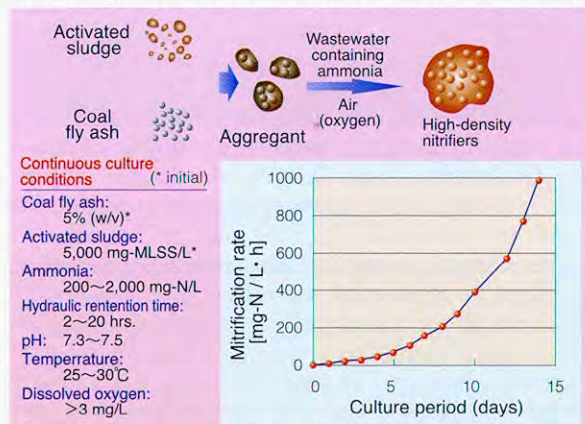 Activated
sludge
Coal
fly ash
Aggregant
Wastewater
containing
ammonia
Air
(oxygen)
High-density
nitrifiers
Continuous culture
conditions (* initial)
Coal fly ash:
5% (w/v)*
Activated sludge:
5,000 mg-MLSS/L*
Ammonia:
200~2,000 mg-N/L
Hydraulic rentention time:
2~20 hrs.
pH: 7.3~7.5
Temperrature:
25~30℃
Dissolved oxygen:
>3 mg/L
Mitrification rate
[mg-N / L・h]
1000
800
600
400
200
0
0 5 10 15
Culture period (days)